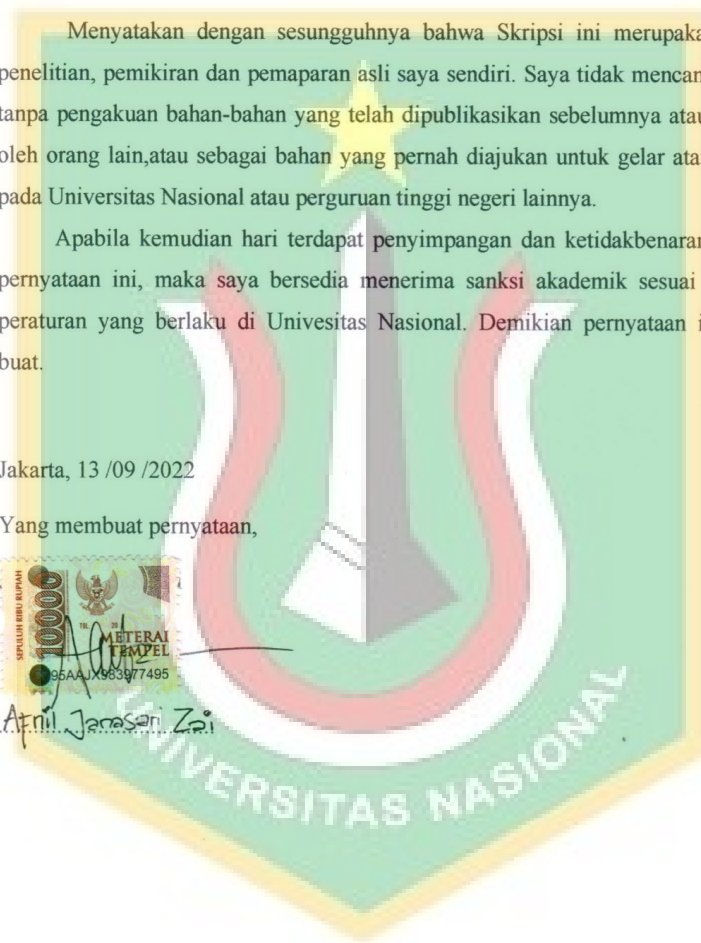 Menyatakan dengan sesungguhnya bahwa Skripsi ini merupaka
penelitian, pemikiran dan pemaparan asli saya sendiri. Saya tidak mencan
tanpa pengakuan bahan-bahan yang telah dipublikasikan sebelumnya atau
oleh orang lain,atau sebagai bahan yang pernah diajukan untuk gelar ata
pada Universitas Nasional atau perguruan tinggi negeri lainnya.
Apabila kemudian hari terdapat penyimpangan dan ketidakbenaran
pernyataan ini, maka saya bersedia menerima sanksi akademik sesuai
peraturan yang berlaku di Univesitas Nasional. Demikian pernyataan i
buat.
Jakarta, 13 /09 /2022
Yang membuat pernyataan,
SEPULUH RIBU RUPIAH
10000
METERAI
TEMPEL
95AAJX983977495
Janasari Zai
UNIVERSITAS NASIONAL